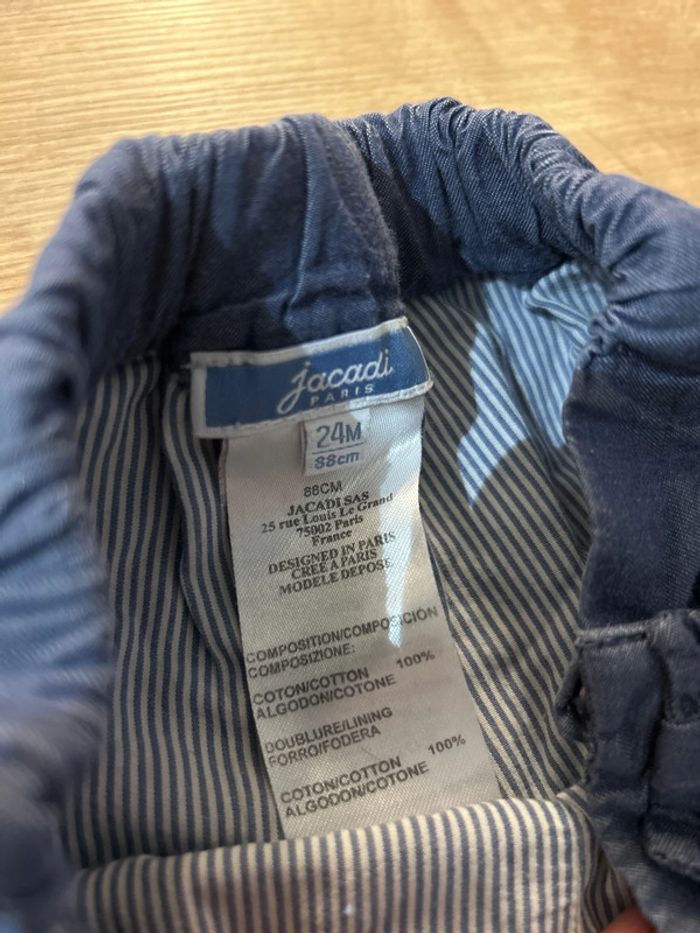 jacadi
PARIS
24M
88cm
88CM
JACADI SAS
25 rue Louis Le Grand
75002 Paris
France
DESIGNED IN PARIS
CREE A PARIS
MODELE DEPOSE
COMPOSITION/COMPOSICIÓN
COMPOSIZIONE:
COTON/COTTON 100%
ALGODON/COTONE
DOUBLURE/LINING
FORRO/FODERA
COTON/COTTON 100%
ALGODON/COTONE